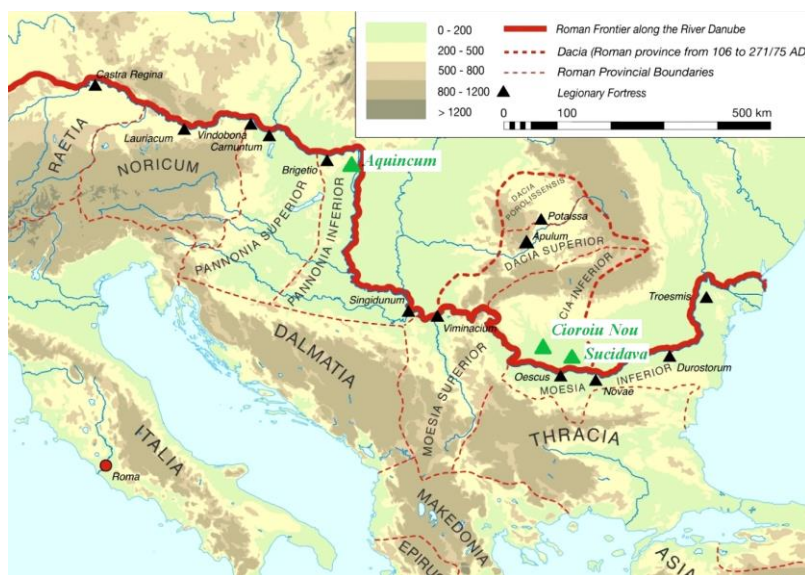 0 - 200
200 - 500
500 - 800
800 - 1200
> 1200
Roman Frontier along the River Danube
Dacia (Roman province from 106 to 271/75 AD
Roman Provincial Boundaries
Legionary Fortress
0 100 500 km
Castra Regina
RAETIA
Lauriacum
Vindobona
Carnuntum
NORICUM
Brigetio
Aquincum
PANNONIA SUPERIOR
PANNONIA INFERIOR
DACIA
POROLISSENSIS
Potaissa
Apulum
DACIA SUPERIOR
CIA INFERIOR
Singidunum
Viminacium
Troesmis
DALMATIA
MOESIA SUPERIOR
Cioroiu Nou
Sucidava
Oescus
Durostorum
MOESIA INFERIOR
Novae
THRACIA
ITALIA
Roma
MAKEDONIA
EPIRUS
ASIA